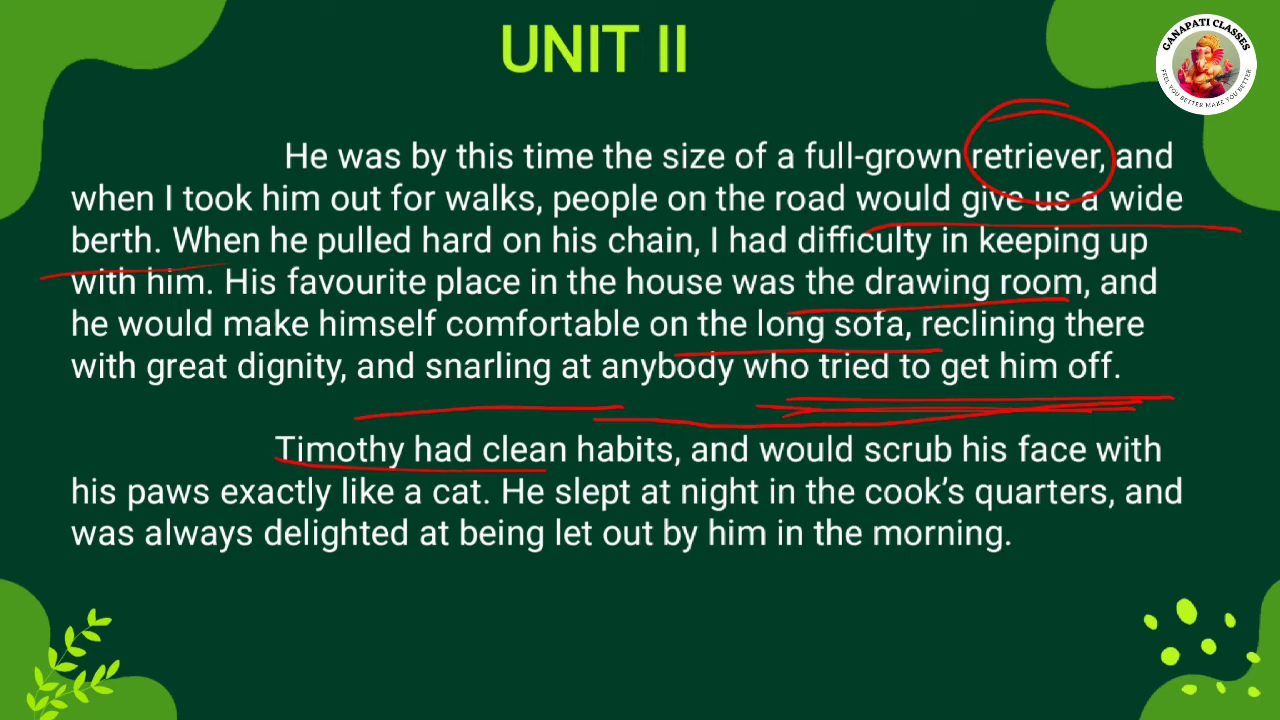 UNIT II
GANAPATI CLASSES
FEEL YOU BETTER MAKE YOU BETTER
He was by this time the size of a full-grown retriever, and
when I took him out for walks, people on the road would give us a wide
berth. When he pulled hard on his chain, I had difficulty in keeping up
with him. His favourite place in the house was the drawing room, and
he would make himself comfortable on the long sofa, reclining there
with great dignity, and snarling at anybody who tried to get him off.
Timothy had clean habits, and would scrub his face with
his paws exactly like a cat. He slept at night in the cook’s quarters, and
was always delighted at being let out by him in the morning.